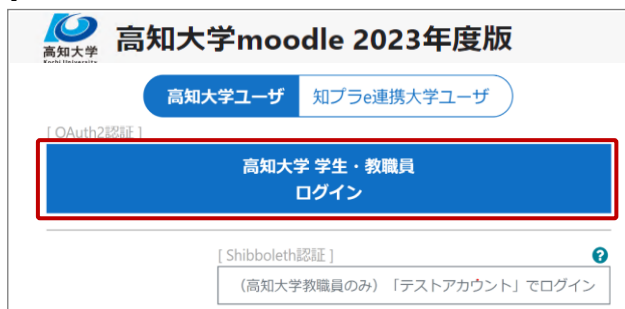 高知大学
Kochi University
高知大学moodle 2023年度版
高知大学ユーザ 知プラe連携大学ユーザ
[ OAuth2認証 ]
高知大学 学生・教職員
ログイン
[ Shibboleth認証 ] ?
(高知大学教職員のみ) 「テストアカウント」でログイン